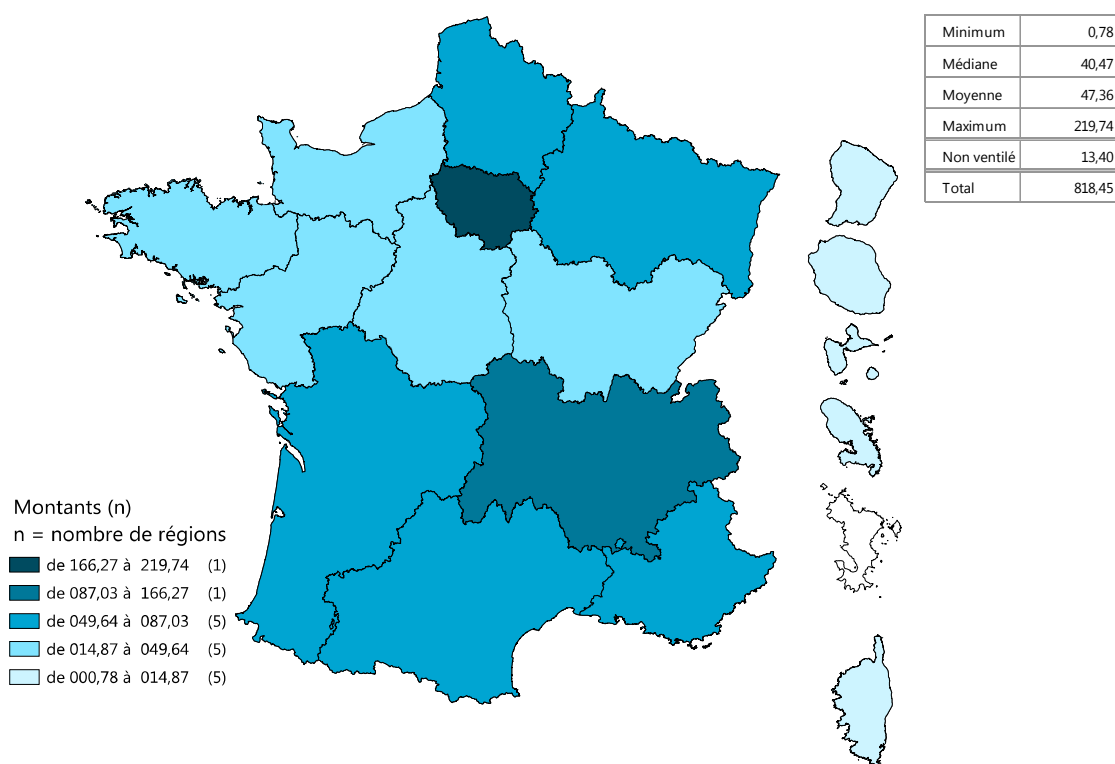 Minimum 0,78
Médiane 40,47
Moyenne 47,36
Maximum 219,74
Non ventilé 13,40
Total 818,45
Montants (n)
n = nombre de régions
de 166,27 à 219,74 (1)
de 087,03 à 166,27 (1)
de 049,64 à 087,03 (5)
de 014,87 à 049,64 (5)
de 000,78 à 014,87 (5)